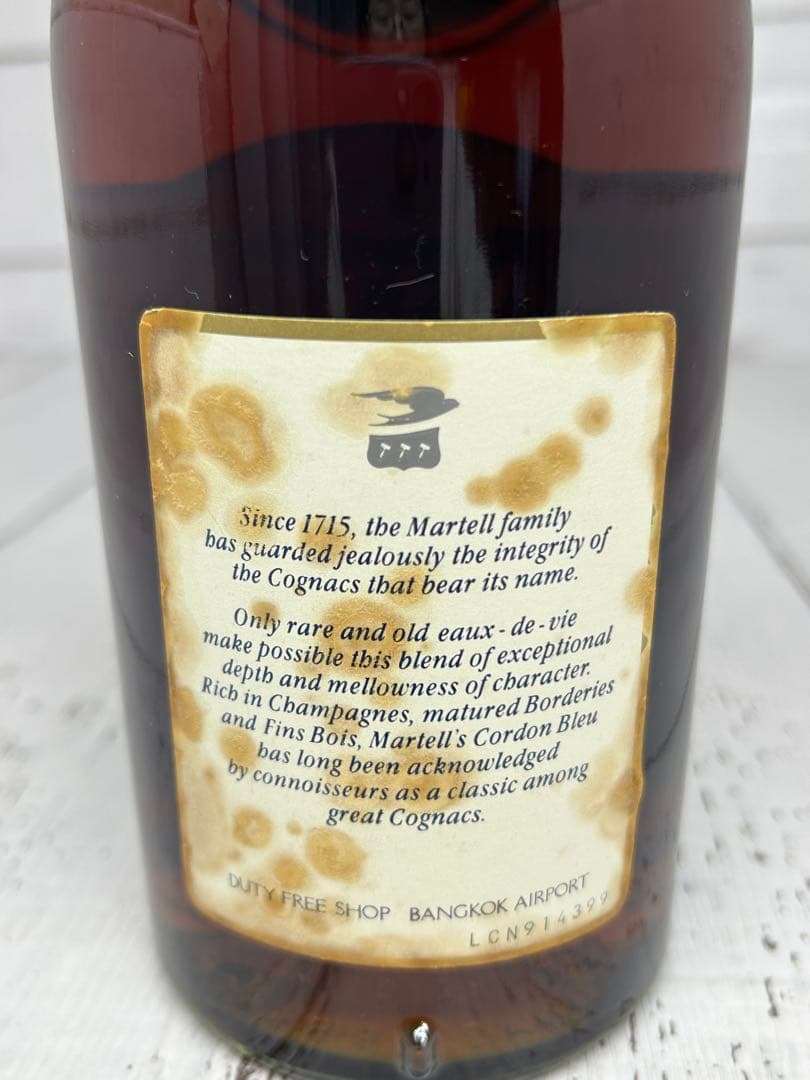 Since 1715, the Martell family
has guarded jealously the integrity of
the Cognacs that bear its name.
Only rare and old eaux-de-vie
make possible this blend of exceptional
depth and mellowness of character.
Rich in Champagnes, matured Borderies
and Fins Bois, Martell's Cordon Bleu
has long been acknowledged
by connoisseurs as a classic among
great Cognacs.
DUTY FREE SHOP BANGKOK AIRPORT
LCN914399